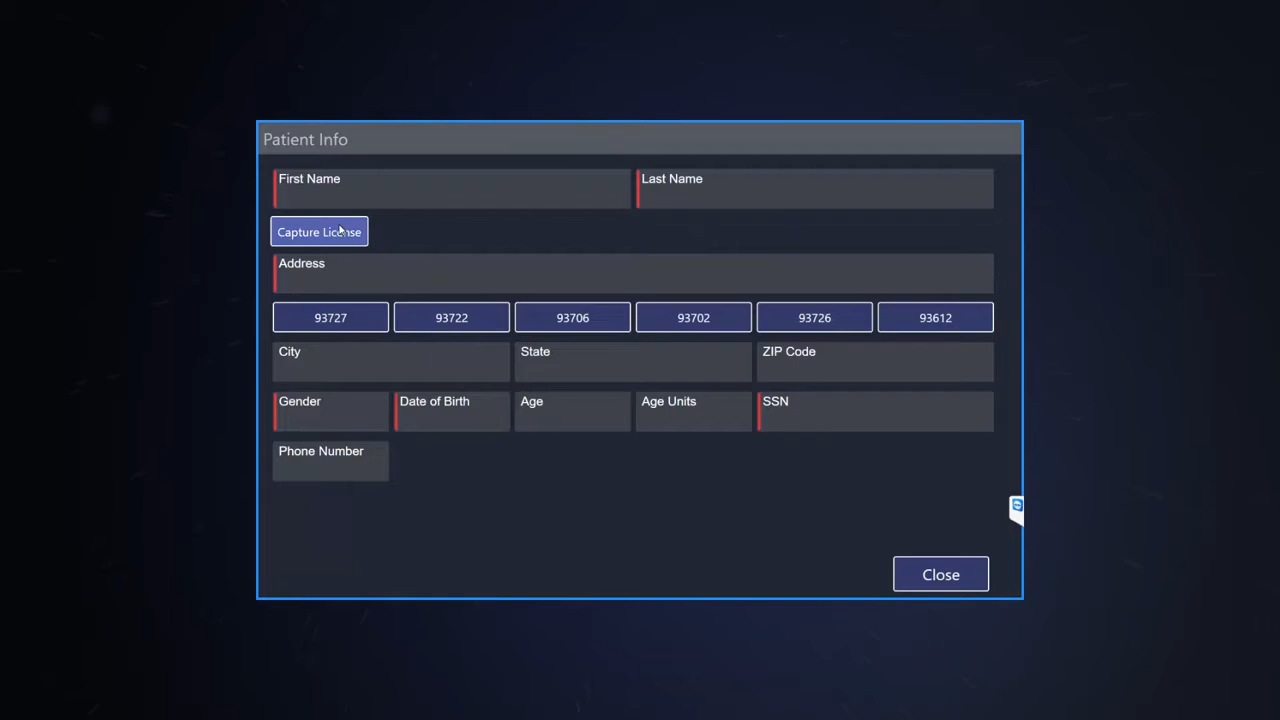 Patient Info
First Name Last Name
Capture License
Address
93727 93722 93706 93702 93726 93612
City State ZIP Code
Gender Date of Birth Age Age Units SSN
Phone Number
Close